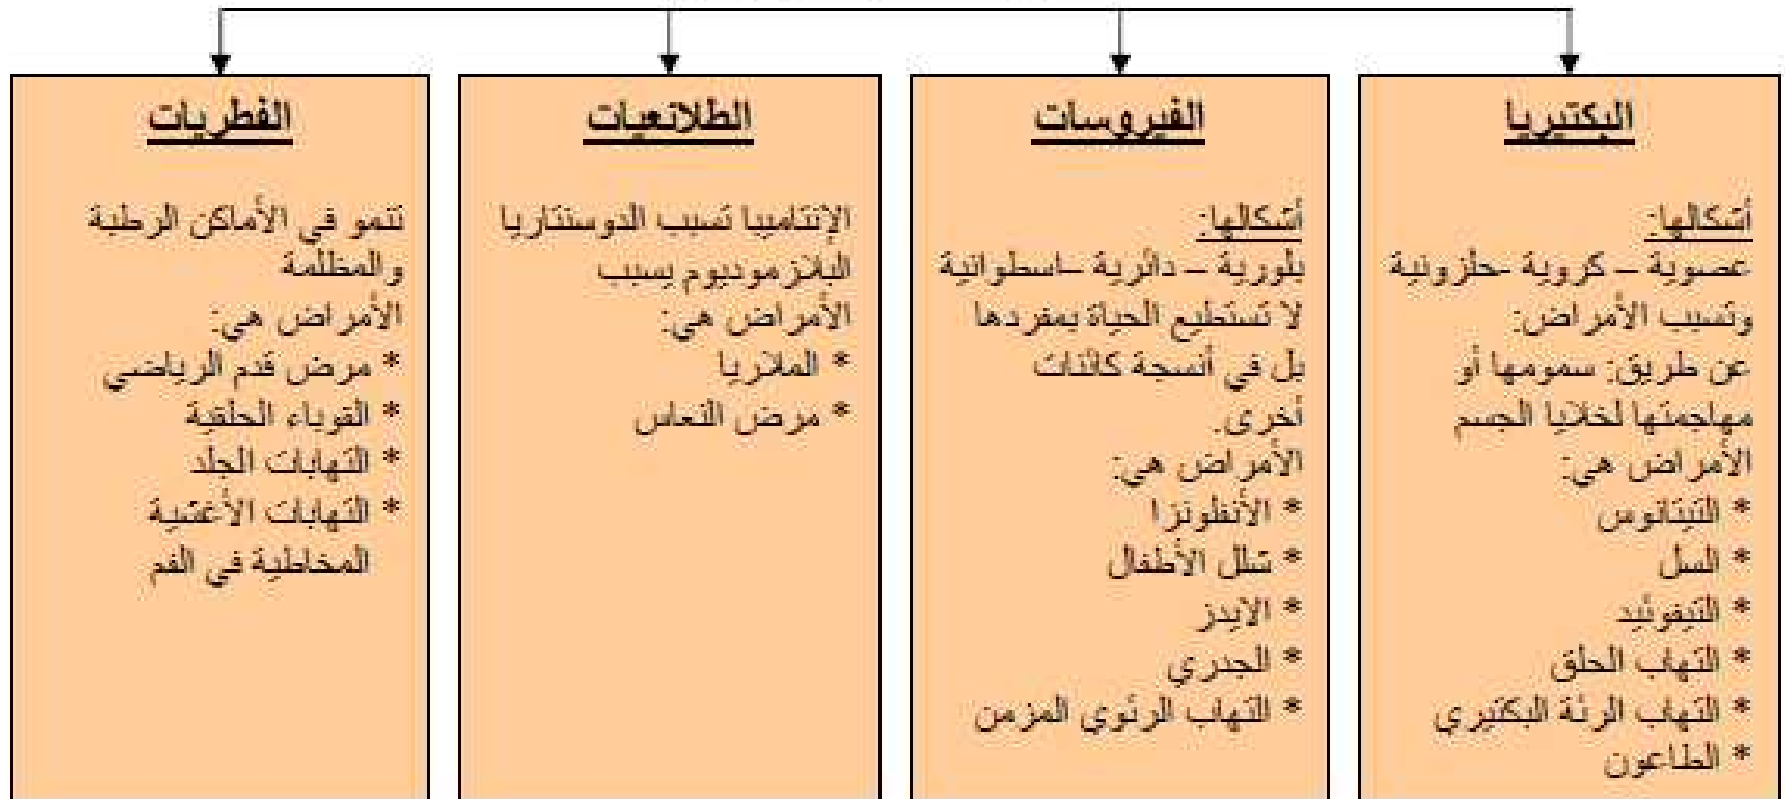 البكتيريا
أشكالها:
عصوية – كروية -حلزونية
وتسبب الأمراض:
عن طريق: سمومها أو
مهاجمتها لخلايا الجسم
الأمراض هي:
* التيتانوس
* السل
* التيفوئيد
* التهاب الحلق
* التهاب الرئة البكتيري
* الطاعون
الفيروسات
أشكالها:
بلورية – دائرية –اسطوانية
لا تستطيع الحياة بمفردها
بل في أنسجة كائنات
أخرى.
الأمراض هي:
* الأنفلونزا
* شلل الأطفال
* الايدز
* الجدري
* التهاب الرئوي المزمن
الطلائعيات
الإنتاميبا تسبب الدوسنتاريا
البلازموديوم يسبب
الأمراض هي:
* الملاريا
* مرض النعاس
الفطريات
تنمو في الأماكن الرطبة
والمظلمة
الأمراض هي:
* مرض قدم الرياضي
* القوباء الحلقية
* التهابات الجلد
* التهابات الأغشية
المخاطية في الفم